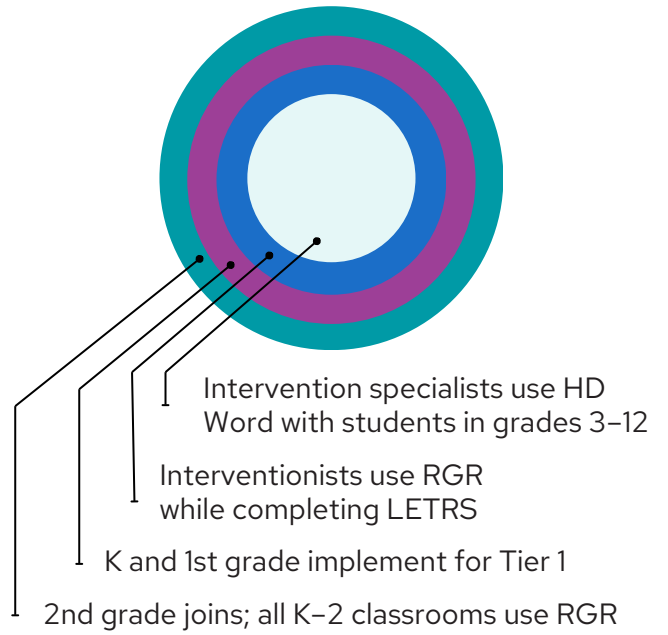 Intervention specialists use HD
Word with students in grades 3–12
Interventionists use RGR
while completing LETRS
K and 1st grade implement for Tier 1
2nd grade joins; all K–2 classrooms use RGR